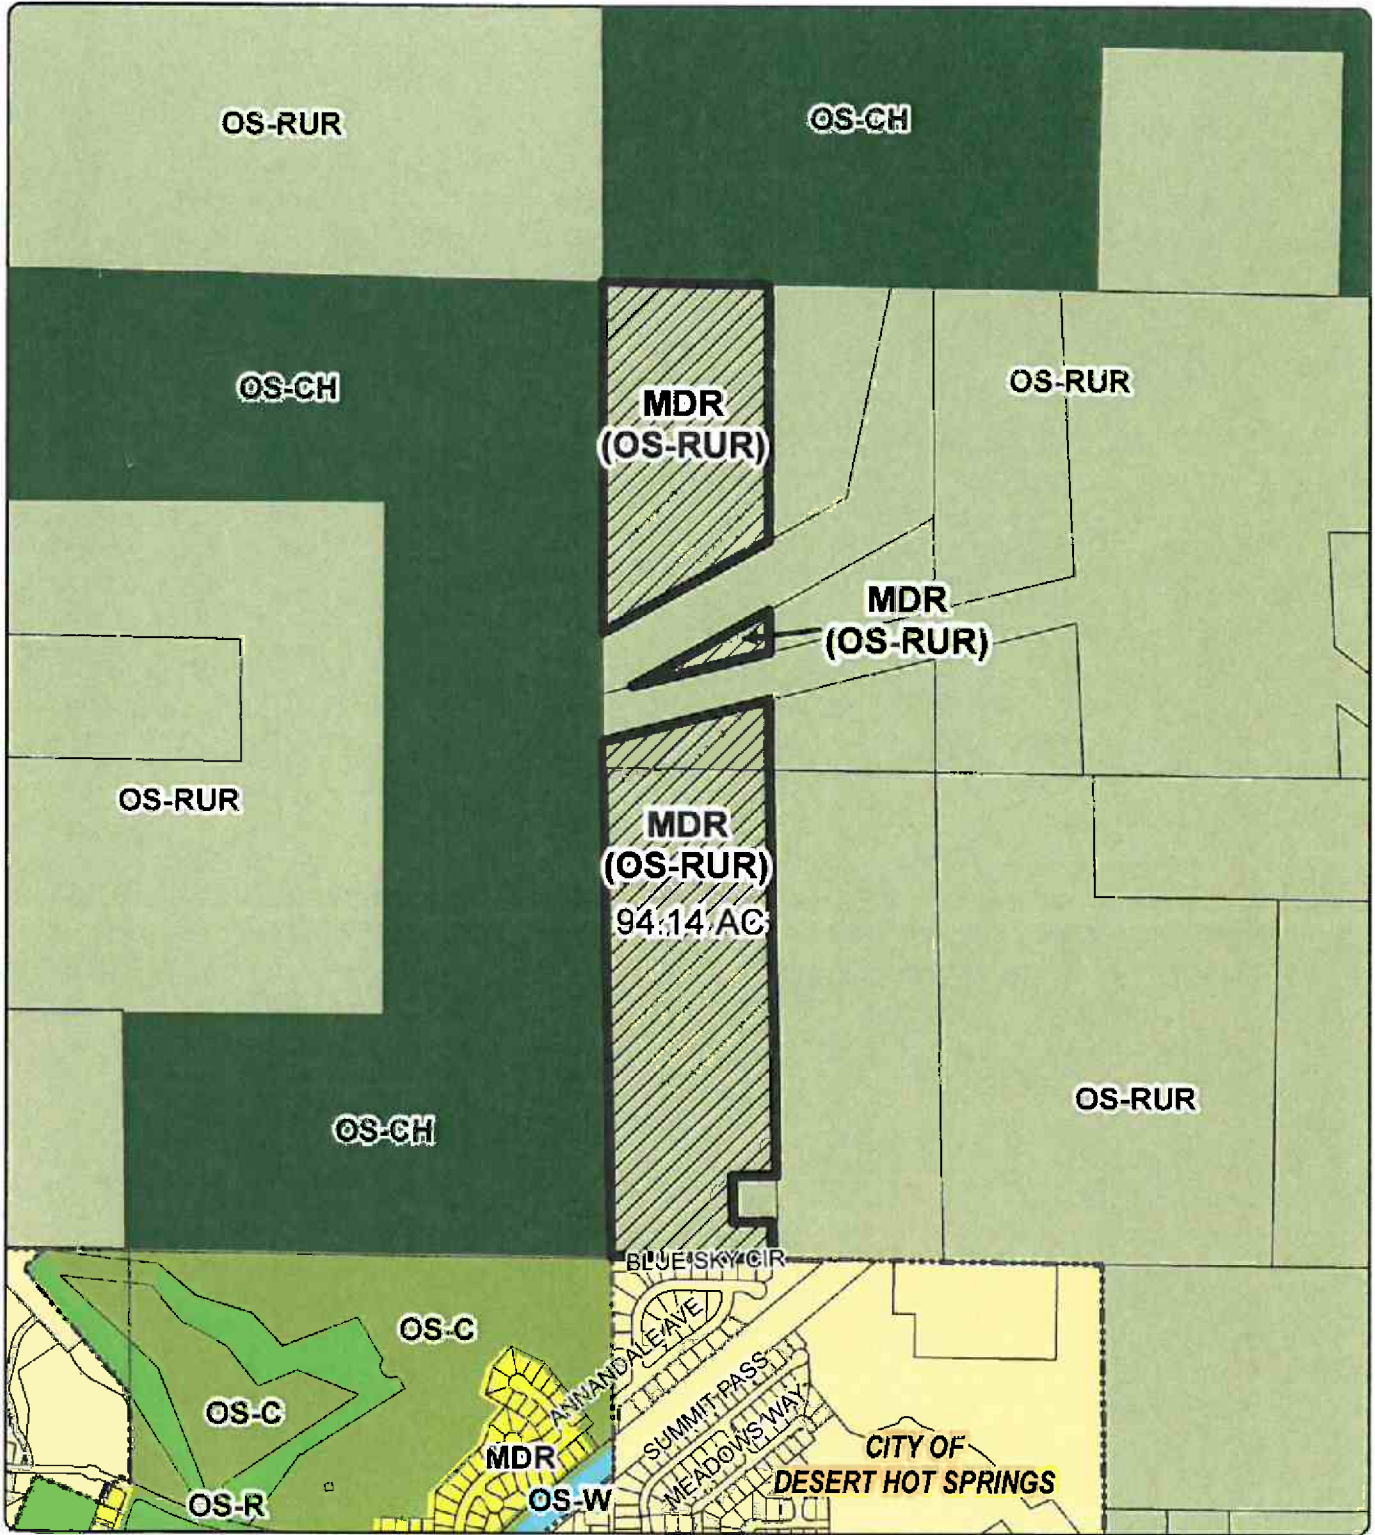 OS-RUR
OS-CH
OS-CH
MDR
(OS-RUR)
OS-RUR
MDR
(OS-RUR)
OS-RUR
MDR
(OS-RUR)
94.14 AC
OS-CH
OS-RUR
BLUE SKY CIR
OS-C
ANNANDALE AVE
SUMMIT PASS
MEADOWS WAY
OS-C
MDR
CITY OF
DESERT HOT SPRINGS
OS-R
OS-W